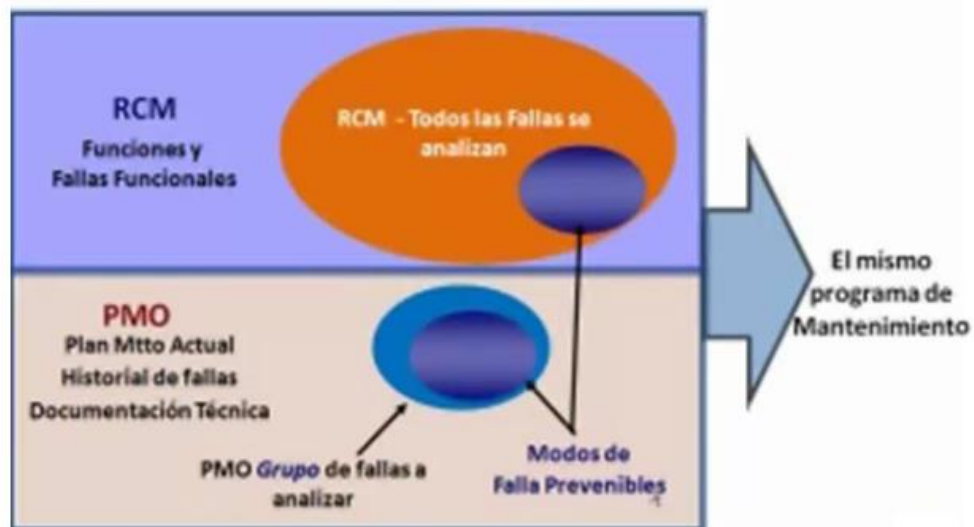 RCM
Funciones y
Fallas Funcionales
RCM - Todos las Fallas se
analizan
PMO
Plan Mtto Actual
Historial de fallas
Documentación Técnica
PMO Grupo de fallas a
analizar
Modos de
Falla Prevenibles
El mismo
programa de
Mantenimiento